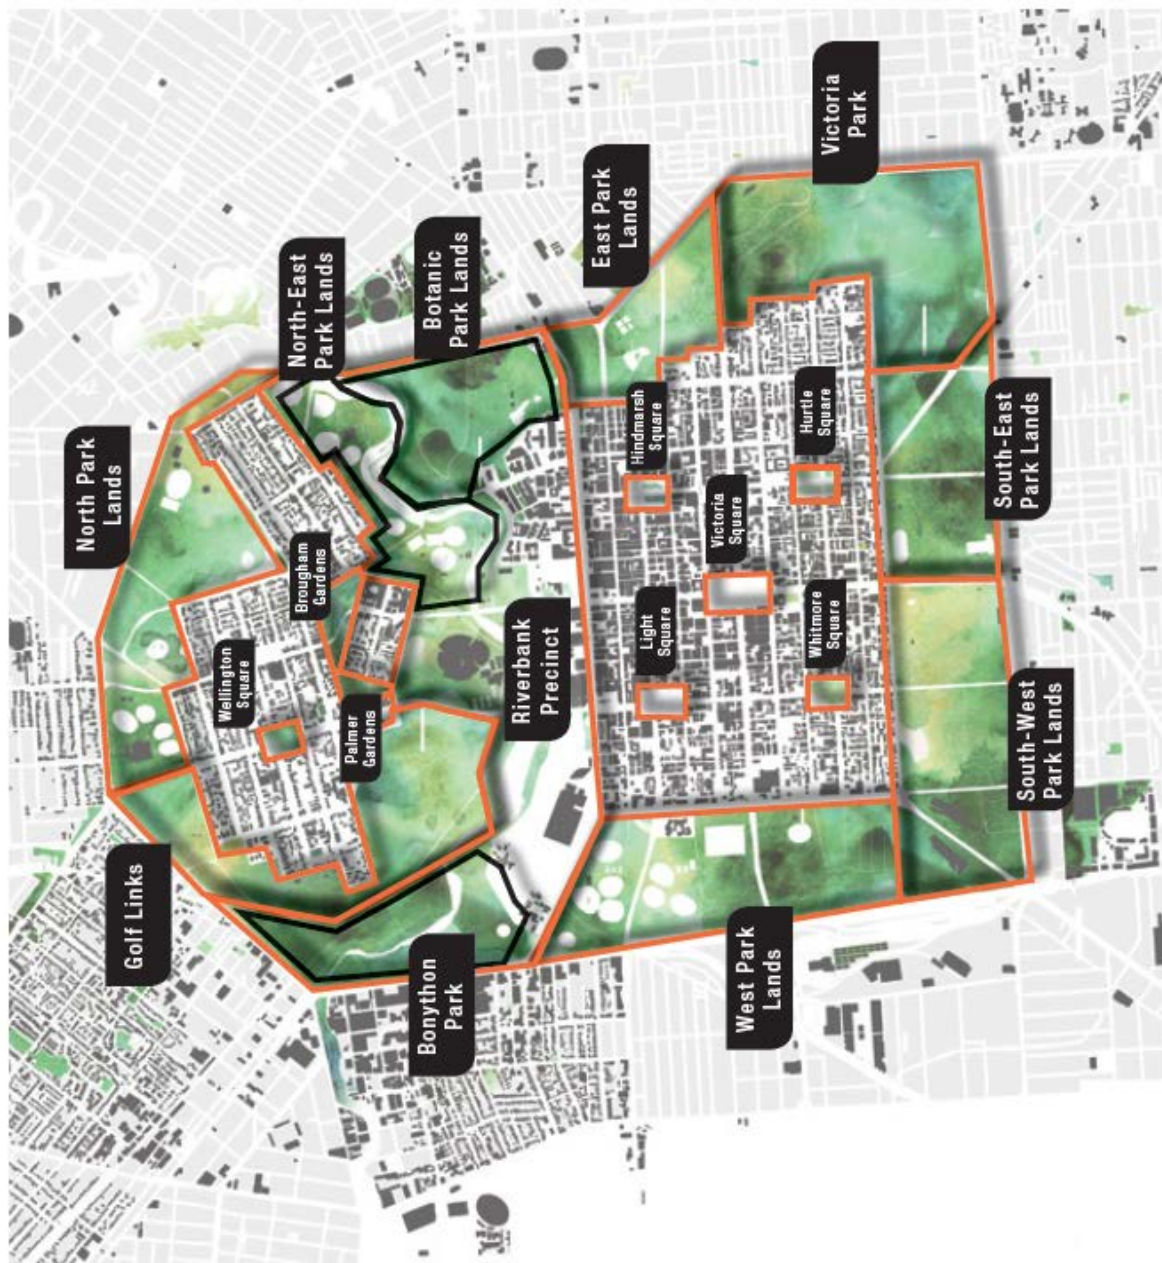 North Park
Lands
North-East
Park Lands
Botanic
Park Lands
East Park
Lands
Victoria
Park
Golf Links
Wellington
Square
Brougham
Gardens
Palmer
Gardens
Riverbank
Precinct
Hindmarsh
Square
Light
Square
Victoria
Square
Hurtle
Square
Whitmore
Square
Bonython
Park
West Park
Lands
South-West
Park Lands
South-East
Park Lands